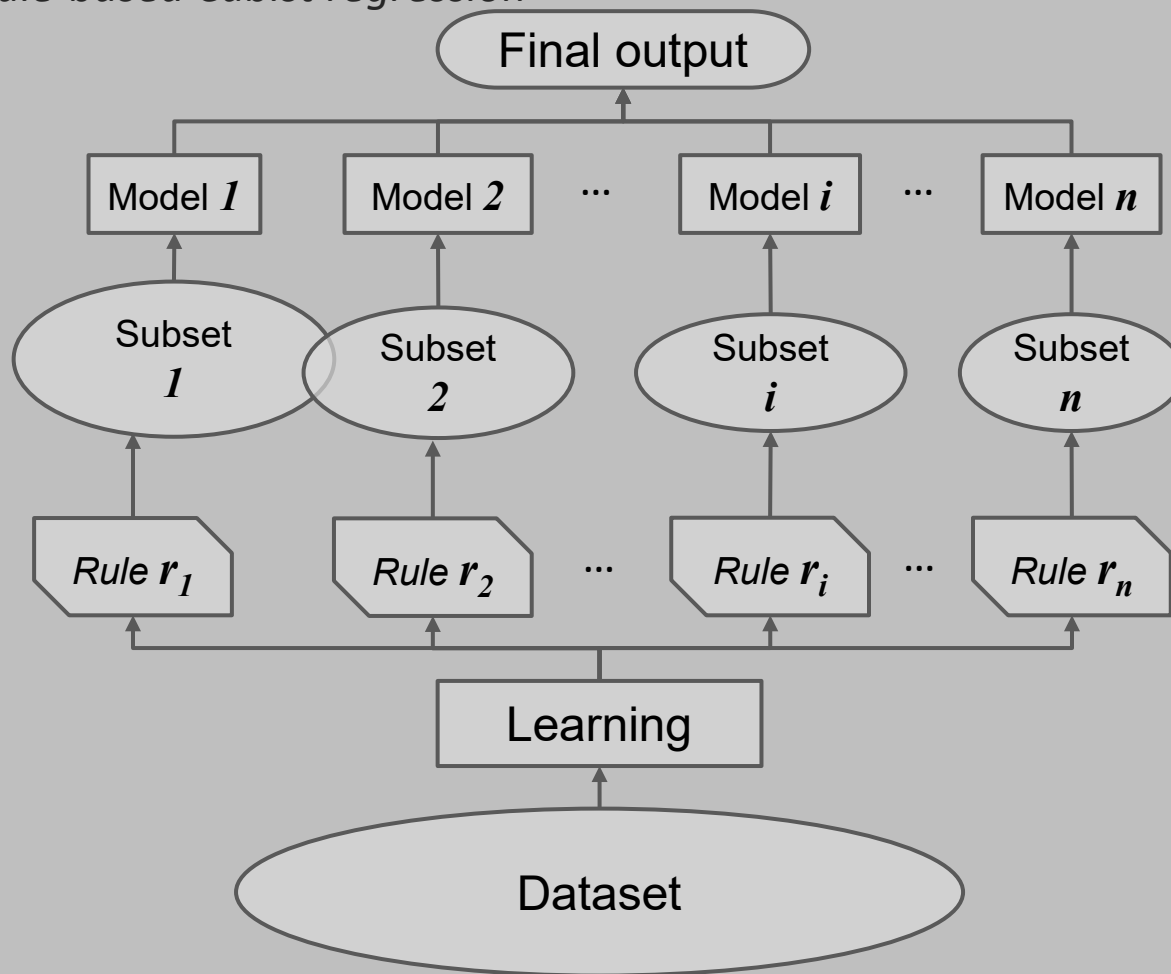 regression
Final output
Model 1
Model 2
...
Model i
...
Model n
Subset
1
Subset
2
Subset
i
Subset
n
Rule r1
Rule r2
...
Rule ri
...
Rule rn
Learning
Dataset